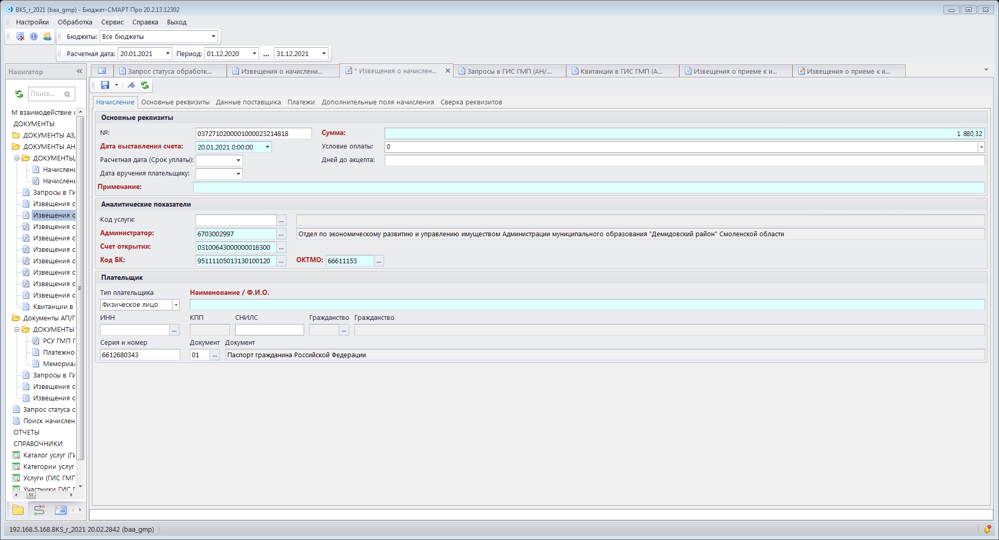 BKS_r_2021 (baa_gmp) - Бюджет-СМАРТ Про 20.2.13.12302
Настройки Обработка Сервис Справка Выход
Бюджеты: Все бюджеты
Расчетная дата: 20.01.2021 Период: 01.12.2020 ... 31.12.2021
Навигатор
Запрос статуса обработк... Извещения о начислени... * Извещения о начислен... Запросы в ГИС ГМП (АН/... Квитанции в ГИС ГМП (А... Извещения о приеме к и... Извещения о приеме к и...
Поиск...
М взаимодействие с
ДОКУМЕНТЫ
ДОКУМЕНТЫ АЗ,
ДОКУМЕНТЫ АН
ДОКУМЕНТЫ,
Начислени
Начислени
Запросы в ГИ
Извещения о
Извещения о
Извещения о
Извещения о
Извещения о
Извещения о
Извещения о
Извещения о
Извещения о
Квитанции в
Документы АП/Г
ДОКУМЕНТЫ
РСУ ГМП Г
Платежно
Мемориал
Запросы в ГИ
Извещения о
Извещения о
Запрос статуса о
Поиск начислен
ОТЧЕТЫ
СПРАВОЧНИКИ
Каталог услуг (ГИ
Категории услуг
Услуги (ГИС ГМП
Участники ГИС Г
Начисление Основные реквизиты Данные поставщика Платежи Дополнительные поля начисления Сверка реквизитов
Основные реквизиты
№: 0372710200001000023214818 Сумма: 1 880,32
Дата выставления счета: 20.01.2021 0:00:00 Условие оплаты: 0
Расчетная дата (Срок уплаты): Дней до акцепта:
Дата вручения плательщику:
Примечание:
Аналитические показатели
Код услуги: ...
Администратор: 6703002997 ... Отдел по экономическому развитию и управлению имуществом Администрации муниципального образования "Демидовский район" Смоленской области
Счет открытия: 03100643000000016300 ...
Код БК: 95111105013130100120 ... ОКТМО: 66611153 ...
Плательщик
Тип плательщика Наименование / Ф.И.О.
Физическое лицо
ИНН КПП СНИЛС Гражданство Гражданство
... ...
Серия и номер Документ Документ
6612680343 01 ... Паспорт гражданина Российской Федерации
192.168.5.168.BKS_r_2021 20.02.2842 (baa_gmp)